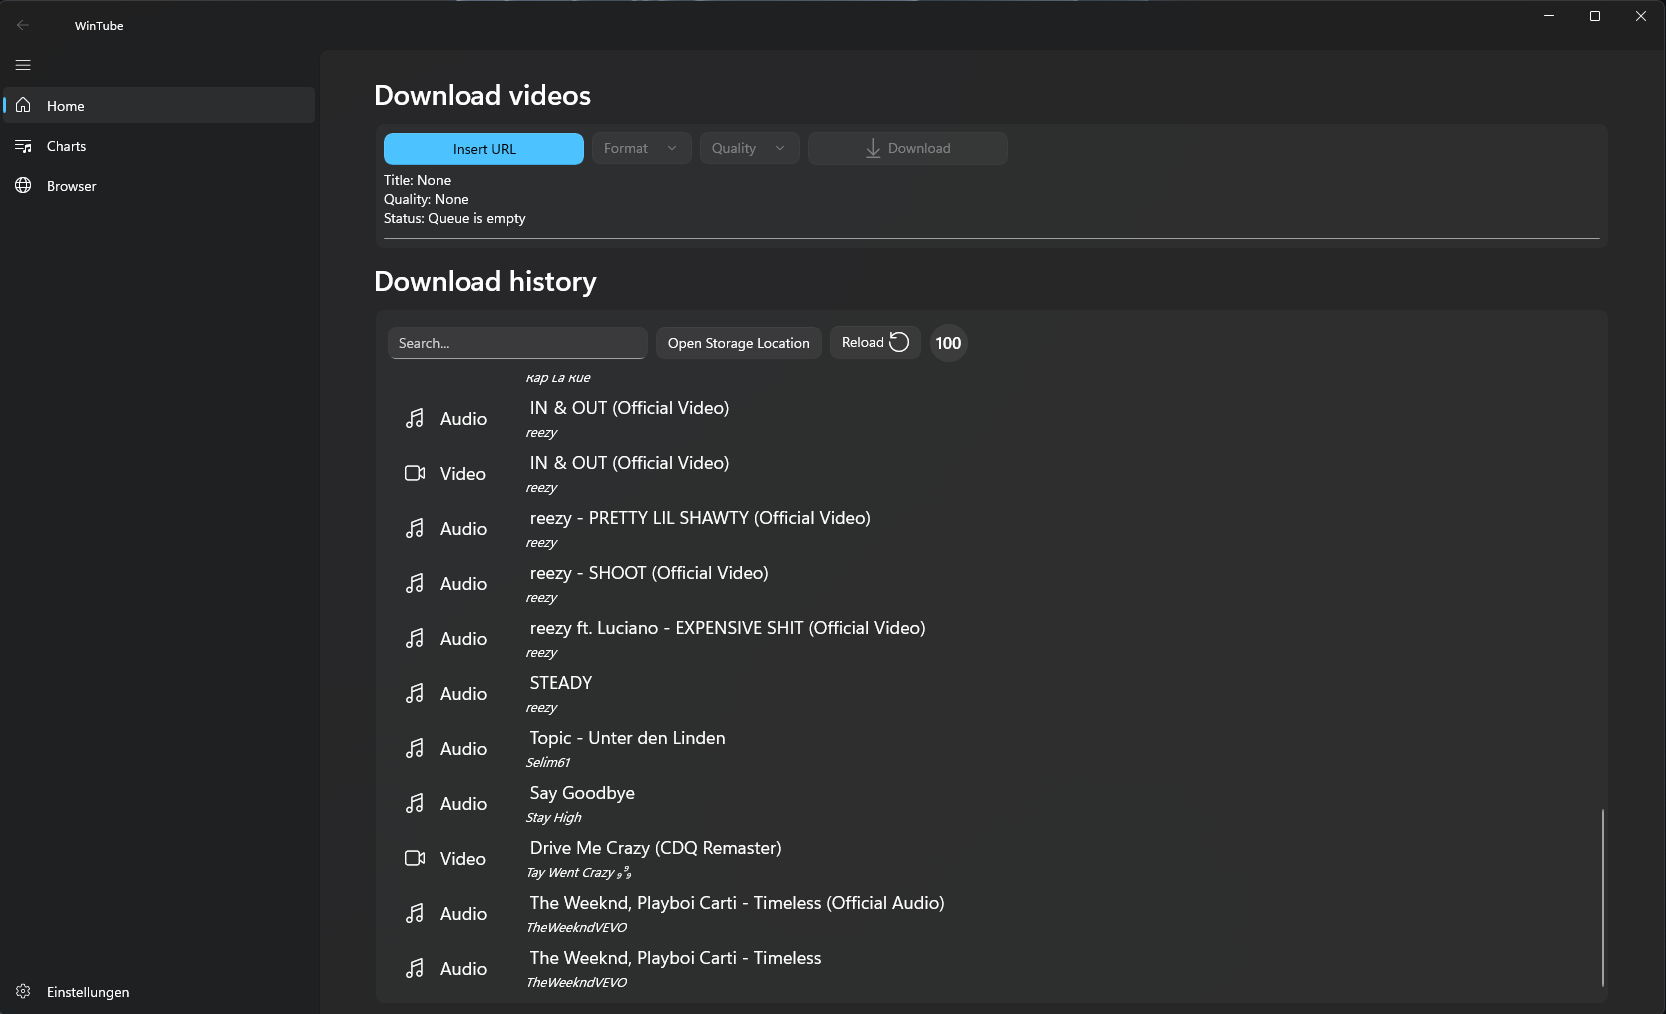 WinTube
Home
Charts
Browser
Einstellungen
Download videos
Insert URL
Format
Quality
Download
Title: None
Quality: None
Status: Queue is empty
Download history
Search...
Open Storage Location
Reload
100
Rap La Rue
Audio
IN & OUT (Official Video)
reezy
Video
IN & OUT (Official Video)
reezy
Audio
reezy - PRETTY LIL SHAWTY (Official Video)
reezy
Audio
reezy - SHOOT (Official Video)
reezy
Audio
reezy ft. Luciano - EXPENSIVE SHIT (Official Video)
reezy
Audio
STEADY
reezy
Audio
Topic - Unter den Linden
Selim61
Audio
Say Goodbye
Stay High
Video
Drive Me Crazy (CDQ Remaster)
Tay Went Crazy ₉⁹₉
Audio
The Weeknd, Playboi Carti - Timeless (Official Audio)
TheWeekndVEVO
Audio
The Weeknd, Playboi Carti - Timeless
TheWeekndVEVO